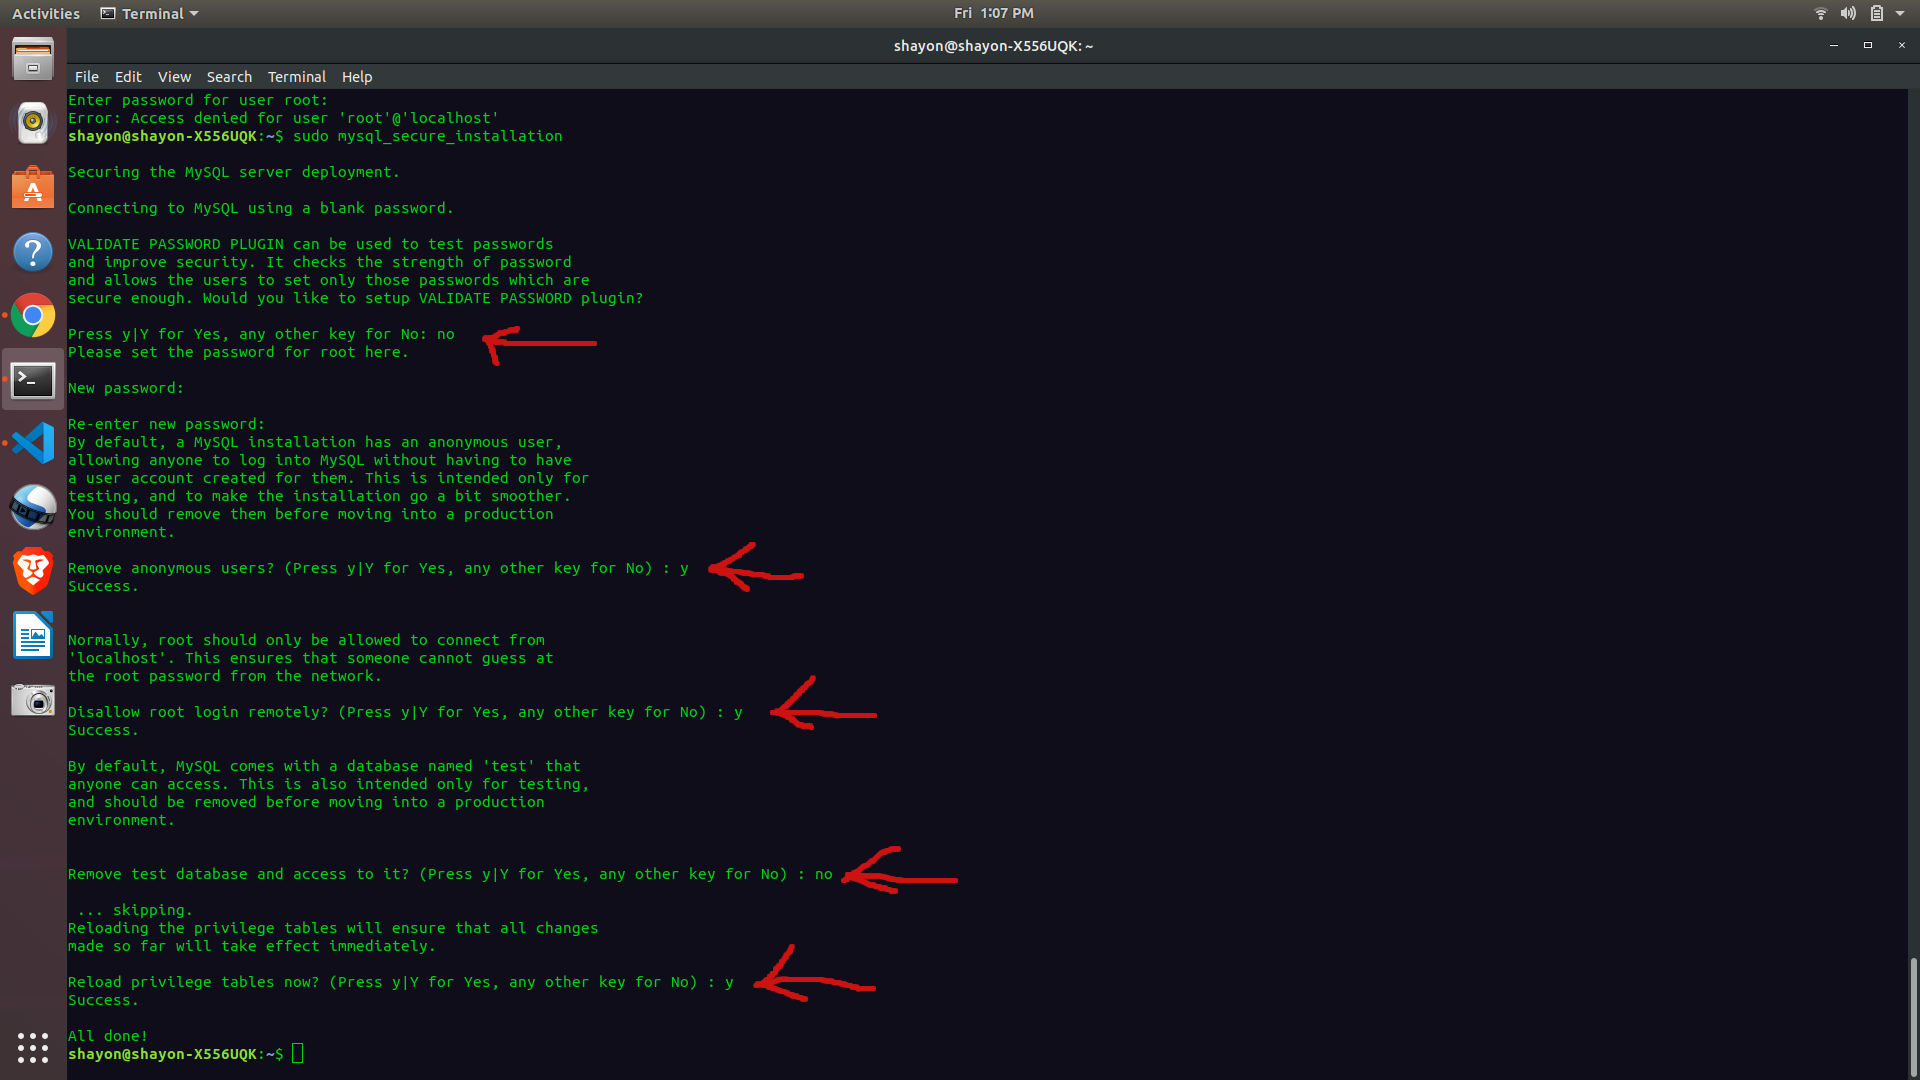 Activities Terminal Fri 1:07 PM
shayon@shayon-X556UQK: ~
File Edit View Search Terminal Help
Enter password for user root:
Error: Access denied for user 'root'@'localhost'
shayon@shayon-X556UQK:~$ sudo mysql_secure_installation
Securing the MySQL server deployment.
Connecting to MySQL using a blank password.
VALIDATE PASSWORD PLUGIN can be used to test passwords
and improve security. It checks the strength of password
and allows the users to set only those passwords which are
secure enough. Would you like to setup VALIDATE PASSWORD plugin?
Press y|Y for Yes, any other key for No: no
Please set the password for root here.
New password:
Re-enter new password:
By default, a MySQL installation has an anonymous user,
allowing anyone to log into MySQL without having to have
a user account created for them. This is intended only for
testing, and to make the installation go a bit smoother.
You should remove them before moving into a production
environment.
Remove anonymous users? (Press y|Y for Yes, any other key for No) : y
Success.
Normally, root should only be allowed to connect from
'localhost'. This ensures that someone cannot guess at
the root password from the network.
Disallow root login remotely? (Press y|Y for Yes, any other key for No) : y
Success.
By default, MySQL comes with a database named 'test' that
anyone can access. This is also intended only for testing,
and should be removed before moving into a production
environment.
Remove test database and access to it? (Press y|Y for Yes, any other key for No) : no
... skipping.
Reloading the privilege tables will ensure that all changes
made so far will take effect immediately.
Reload privilege tables now? (Press y|Y for Yes, any other key for No) : y
Success.
All done!
shayon@shayon-X556UQK:~$